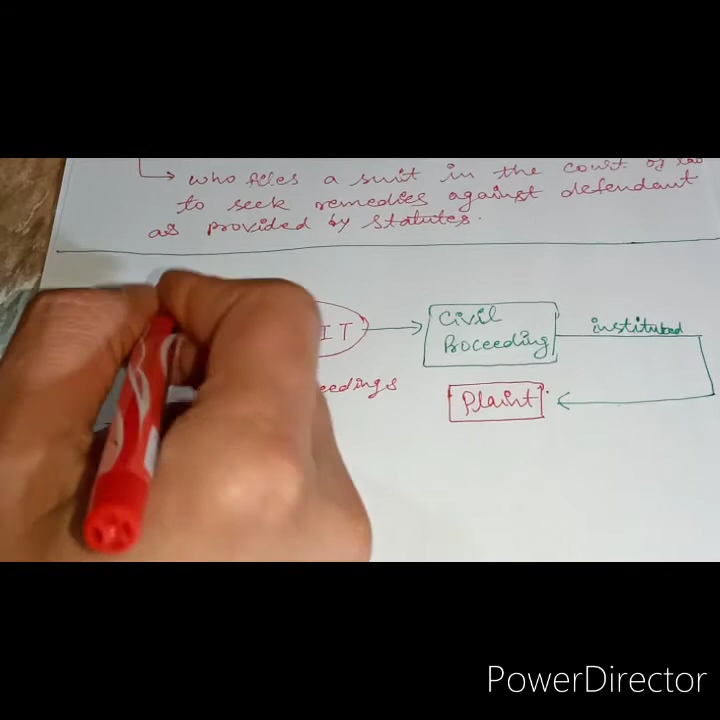 who files a suit in the court of law
to seek remedies against defendant
as provided by statutes.
IT
Civil
Proceeding
instituted
eedings
Plaint
PowerDirector